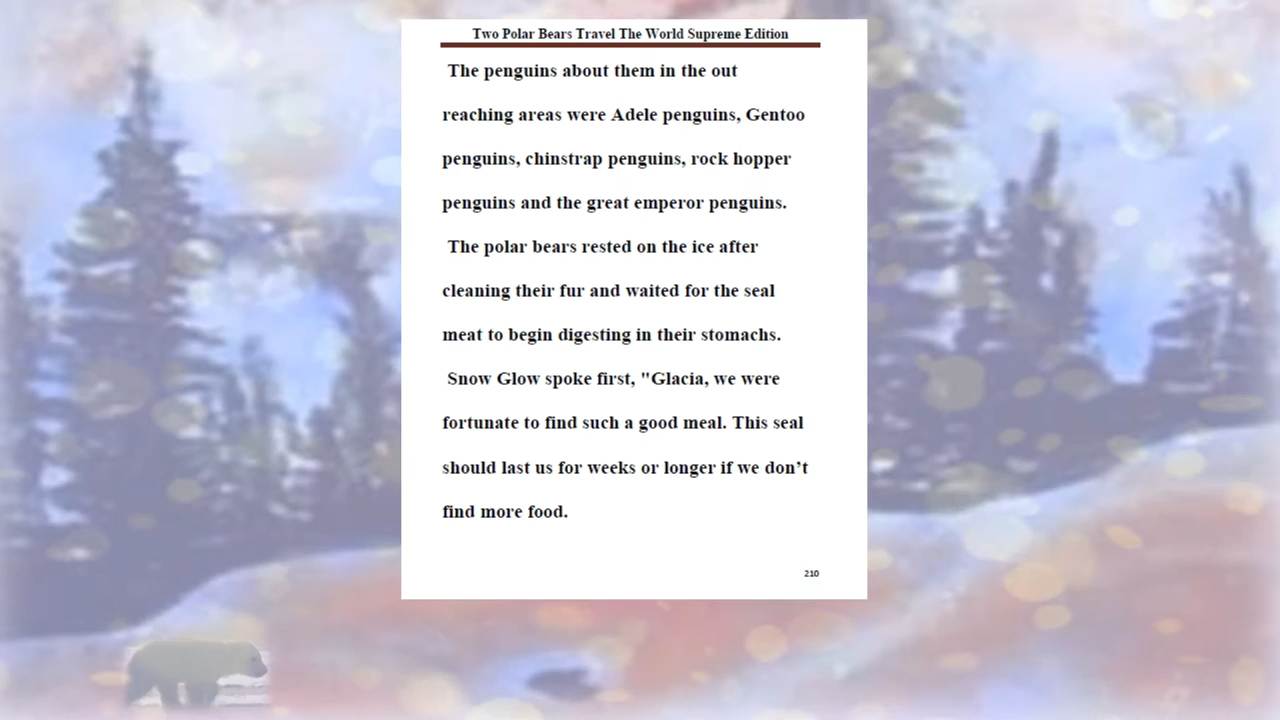 Two Polar Bears Travel The World Supreme Edition
The penguins about them in the out
reaching areas were Adele penguins, Gentoo
penguins, chinstrap penguins, rock hopper
penguins and the great emperor penguins.
The polar bears rested on the ice after
cleaning their fur and waited for the seal
meat to begin digesting in their stomachs.
Snow Glow spoke first, "Glacia, we were
fortunate to find such a good meal. This seal
should last us for weeks or longer if we don’t
find more food.
210